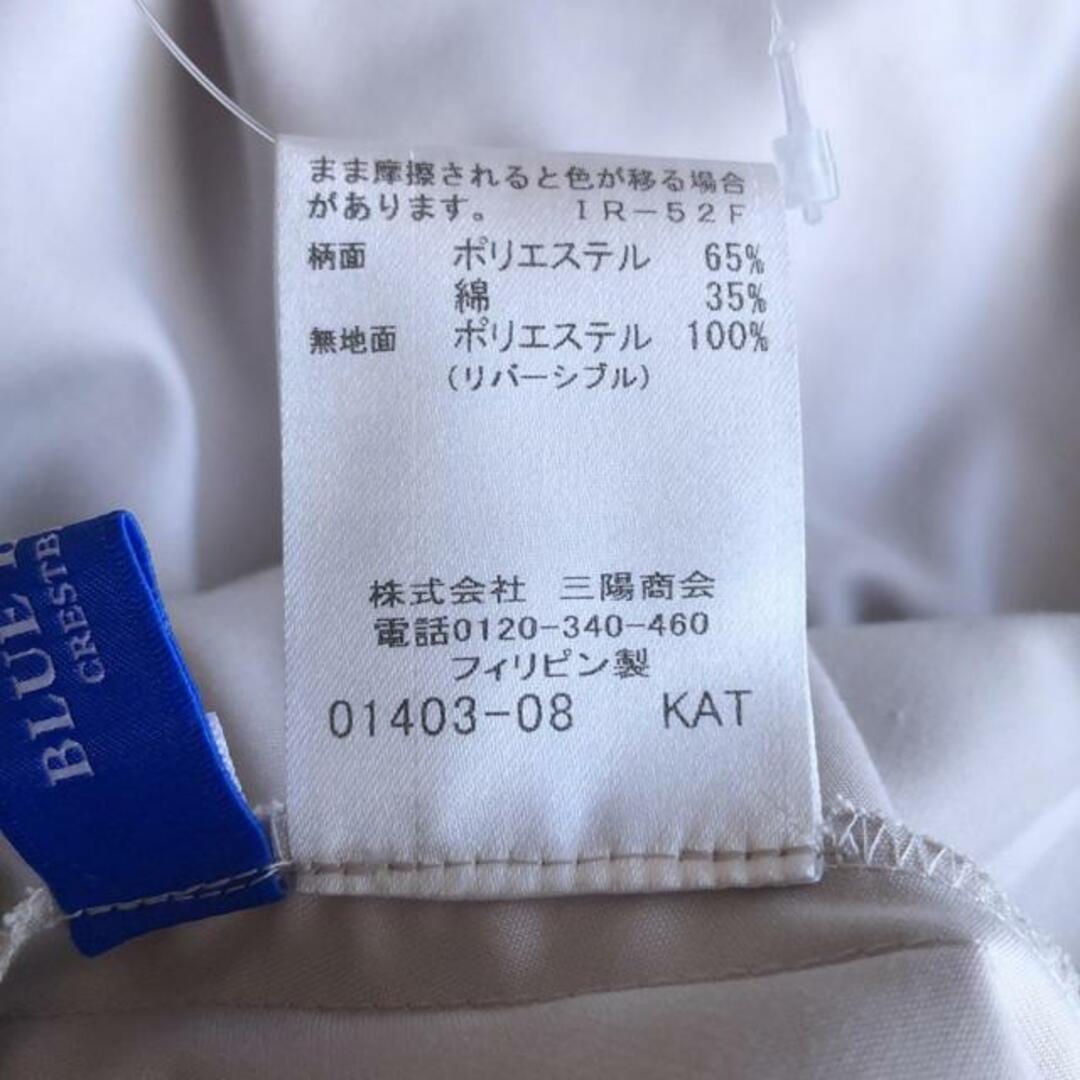 まま摩擦されると色が移る場合
があります。 IR-52F
柄面 ポリエステル 65%
綿 35%
無地面 ポリエステル 100%
(リバーシブル)
株式会社 三陽商会
電話0120-340-460
フィリピン製
01403-08 KAT
BLUE
CRESTB